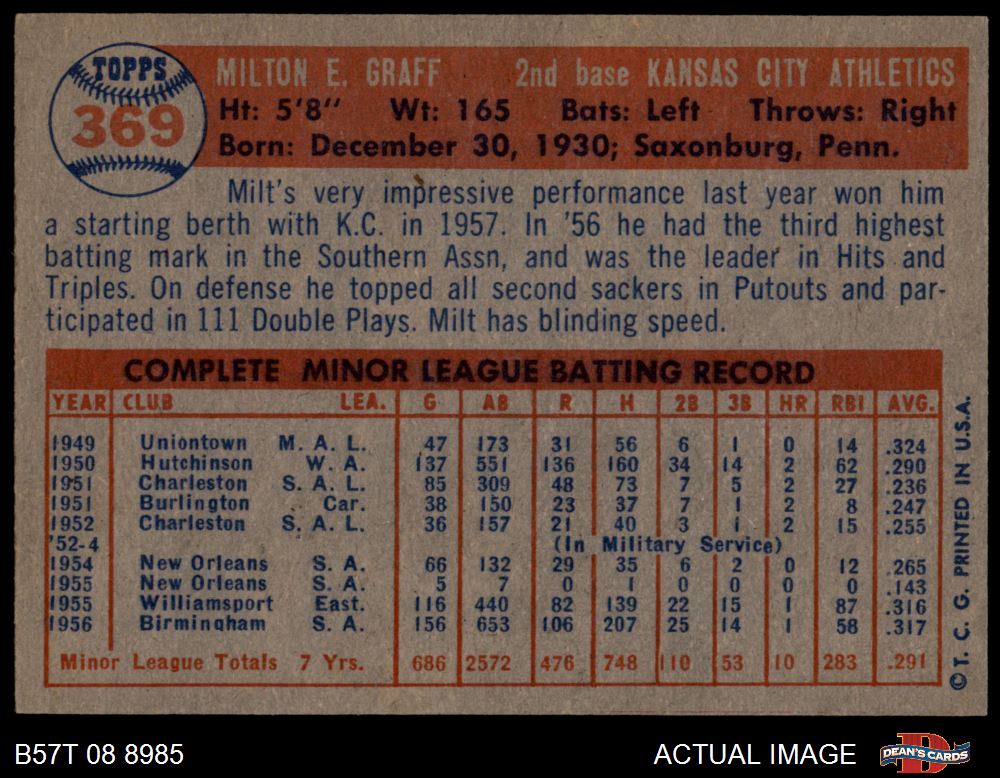 TOPPS
369
MILTON E. GRAFF 2nd base KANSAS CITY ATHLETICS
Ht: 5'8" Wt: 165 Bats: Left Throws: Right
Born: December 30, 1930; Saxonburg, Penn.
Milt's very impressive performance last year won him
a starting berth with K.C. in 1957. In '56 he had the third highest
batting mark in the Southern Assn, and was the leader in Hits and
Triples. On defense he topped all second sackers in Putouts and par-
ticipated in 111 Double Plays. Milt has blinding speed.
COMPLETE MINOR LEAGUE BATTING RECORD
YEAR CLUB LEA. G AB R H 2B 3B HR RBI AVG.
1949 Uniontown M. A. L. 47 173 31 56 6 1 0 14 .324
1950 Hutchinson W. A. 137 551 136 160 34 14 2 62 .290
1951 Charleston S. A. L. 85 309 48 73 7 5 2 27 .236
1951 Burlington Car. 38 150 23 37 7 1 2 8 .247
1952 Charleston S. A. L. 36 157 21 40 3 1 2 15 .255
'52-4 (In Military Service)
1954 New Orleans S. A. 66 132 29 35 6 2 0 12 .265
1955 New Orleans S. A. 5 7 0 1 0 0 0 0 .143
1955 Williamsport East. 116 440 82 139 22 15 1 87 .316
1956 Birmingham S. A. 156 653 106 207 25 14 1 58 .317
Minor League Totals 7 Yrs. 686 2572 476 748 110 53 10 283 .291
©T. C. G. PRINTED IN U.S.A.
B57T 08 8985 ACTUAL IMAGE
DEAN'S CARDS